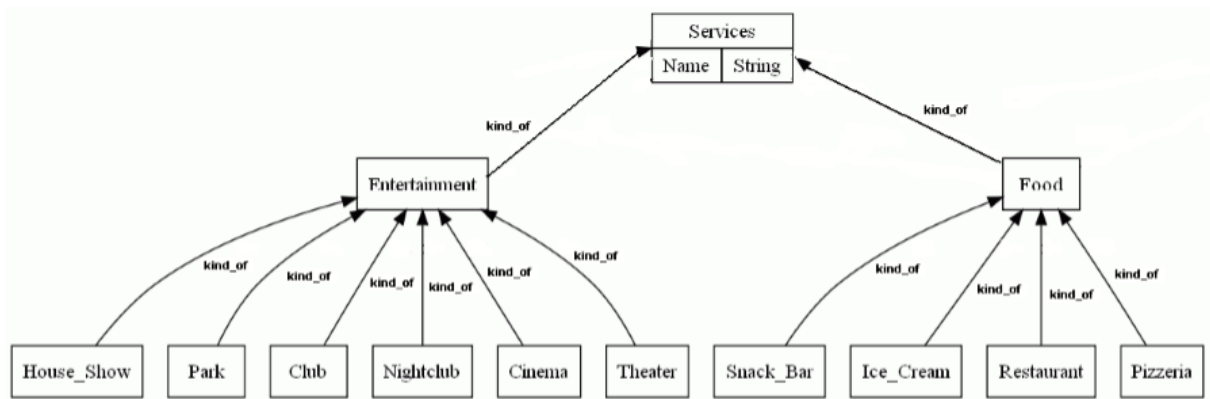 Services
Name String
kind_of
kind_of
Entertainment
Food
kind_of
kind_of
kind_of
kind_of
kind_of
kind_of
kind_of
kind_of
kind_of
kind_of
House_Show
Park
Club
Nightclub
Cinema
Theater
Snack_Bar
Ice_Cream
Restaurant
Pizzeria